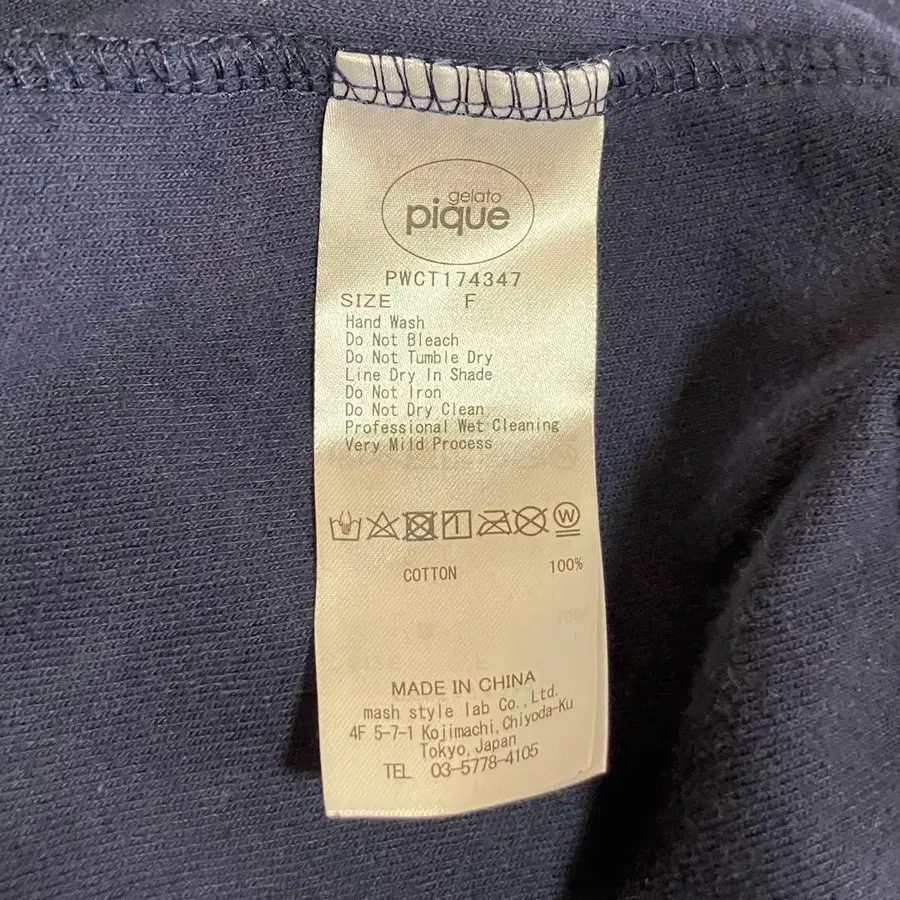 gelato
pique
PWCT174347
SIZE F
Hand Wash
Do Not Bleach
Do Not Tumble Dry
Line Dry In Shade
Do Not Iron
Do Not Dry Clean
Professional Wet Cleaning
Very Mild Process
W
COTTON 100%
MADE IN CHINA
mash style lab Co.,Ltd.
4F 5-7-1 Kojimachi,Chiyoda-Ku
Tokyo,Japan
TEL 03-5778-4105